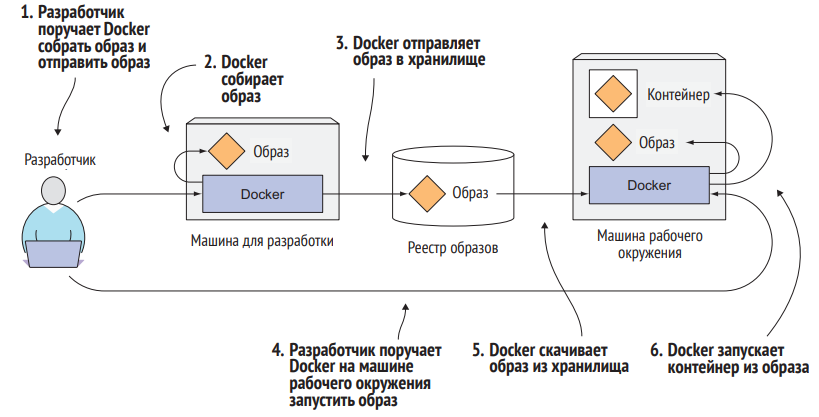 1. Разработчик
поручает Docker
собрать образ и
отправить образ
2. Docker
собирает
образ
3. Docker отправляет
образ в хранилище
Контейнер
Образ
Docker
Разработчик
Образ
Docker
Образ
Машина для разработки
Реестр образов
Машина рабочего
окружения
4. Разработчик поручает
Docker на машине
рабочего окружения
запустить образ
5. Docker скачивает
образ из хранилища
6. Docker запускает
контейнер из образа